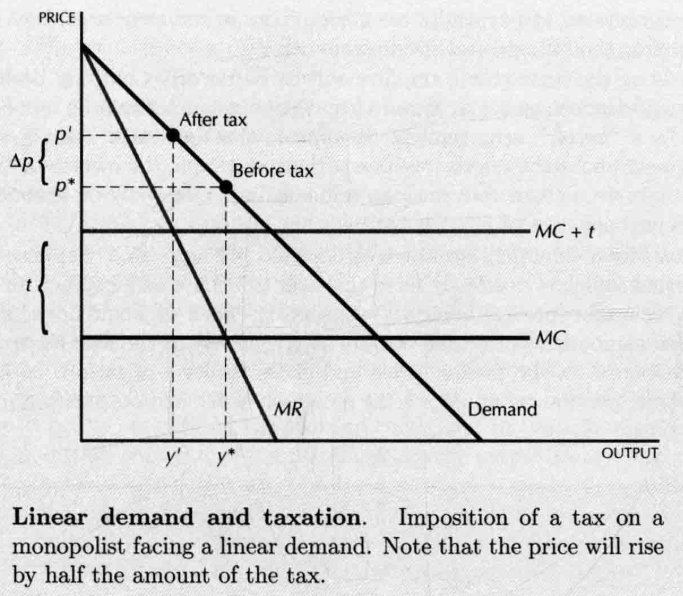 PRICE
After tax
p'
Δp
Before tax
p*
MC + t
t
MC
MR
Demand
OUTPUT
y'
y*
Linear demand and taxation. Imposition of a tax on a
monopolist facing a linear demand. Note that the price will rise
by half the amount of the tax.